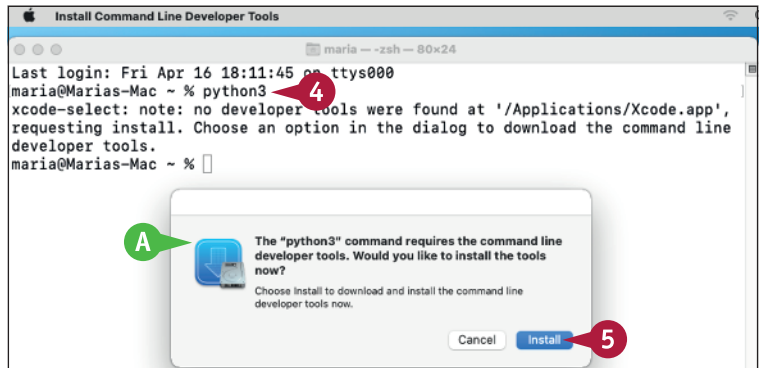 Install Command Line Developer Tools
maria — -zsh — 80×24
Last login: Fri Apr 16 18:11:45 on ttys000
maria@Marias-Mac ~ % python3
4
xcode-select: note: no developer tools were found at '/Applications/Xcode.app',
requesting install. Choose an option in the dialog to download the command line
developer tools.
maria@Marias-Mac ~ %
A
The "python3" command requires the command line
developer tools. Would you like to install the tools
now?
Choose Install to download and install the command line
developer tools now.
Cancel Install
5